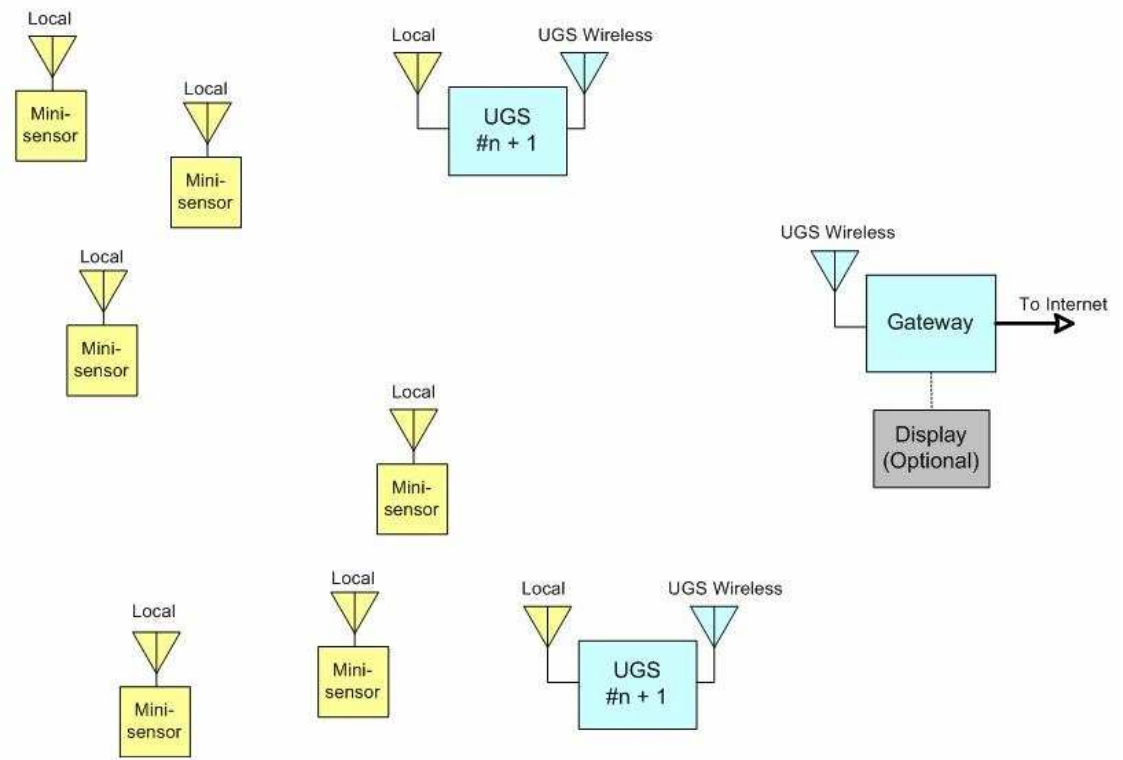 Local
Mini-
sensor
Local
Mini-
sensor
Local
UGS Wireless
UGS
#n + 1
Local
Mini-
sensor
UGS Wireless
Gateway
To Internet
Display
(Optional)
Local
Mini-
sensor
Local
Mini-
sensor
Local
Mini-
sensor
Local
UGS Wireless
UGS
#n + 1